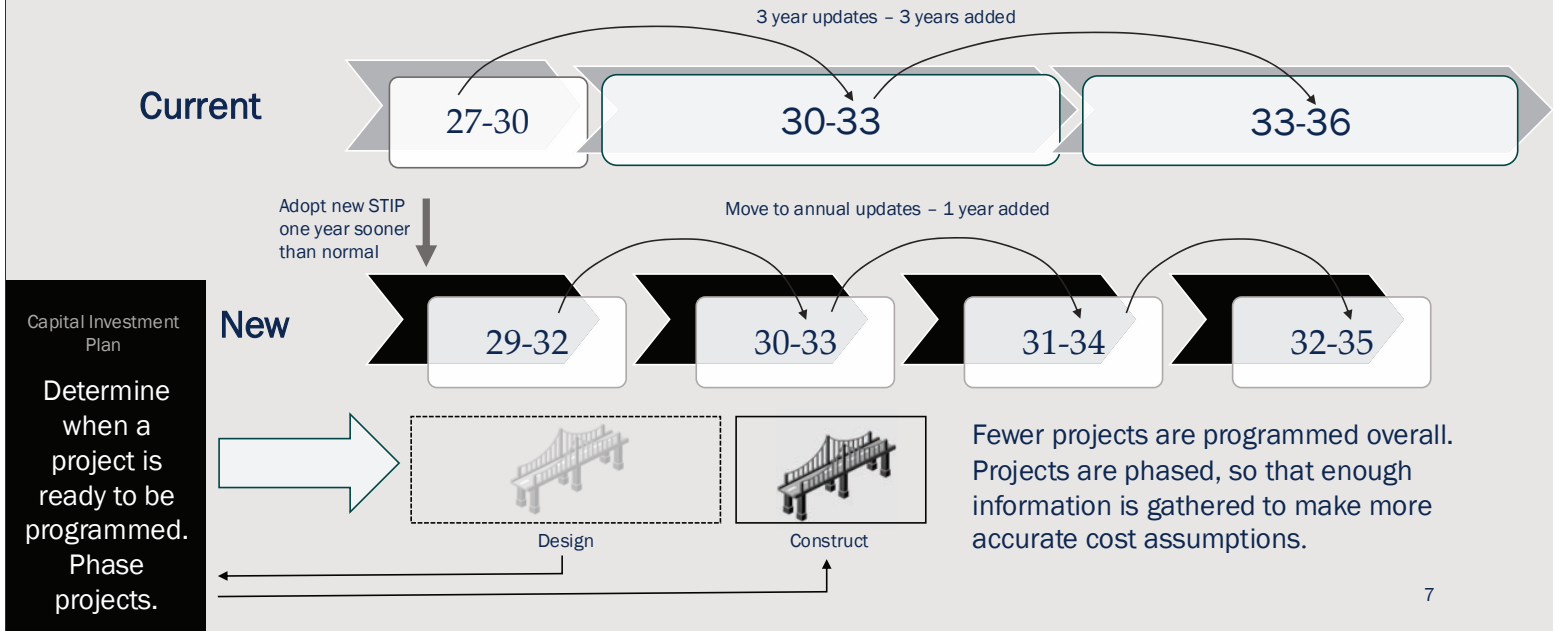 3 year updates – 3 years added
Current
27-30
30-33
33-36
Adopt new STIP
one year sooner
than normal
Move to annual updates – 1 year added
New
29-32
30-33
31-34
32-35
Capital Investment
Plan
Determine
when a
project is
ready to be
programmed.
Phase
projects.
Design
Construct
Fewer projects are programmed overall.
Projects are phased, so that enough
information is gathered to make more
accurate cost assumptions.
7